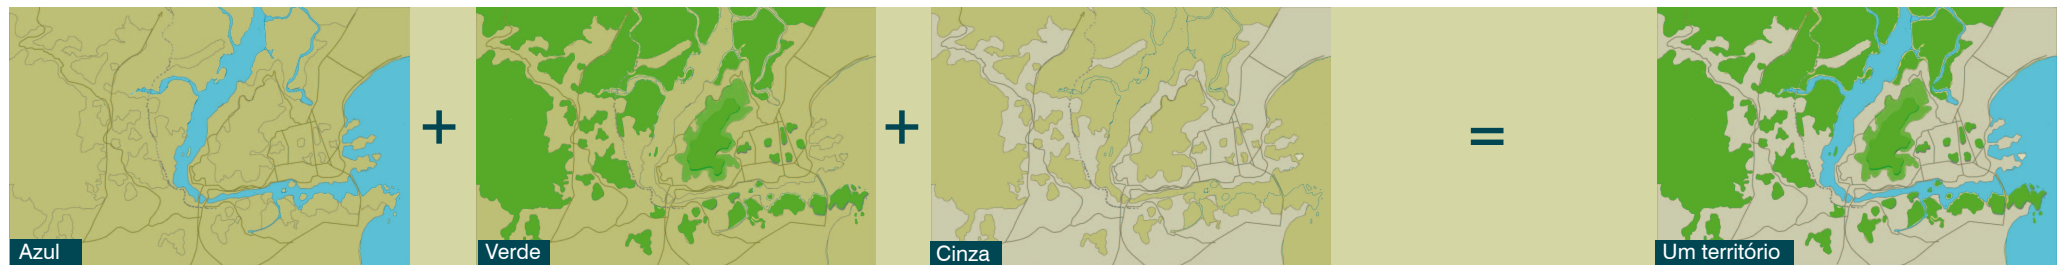 +
+
=
Azul
Verde
Cinza
Um território